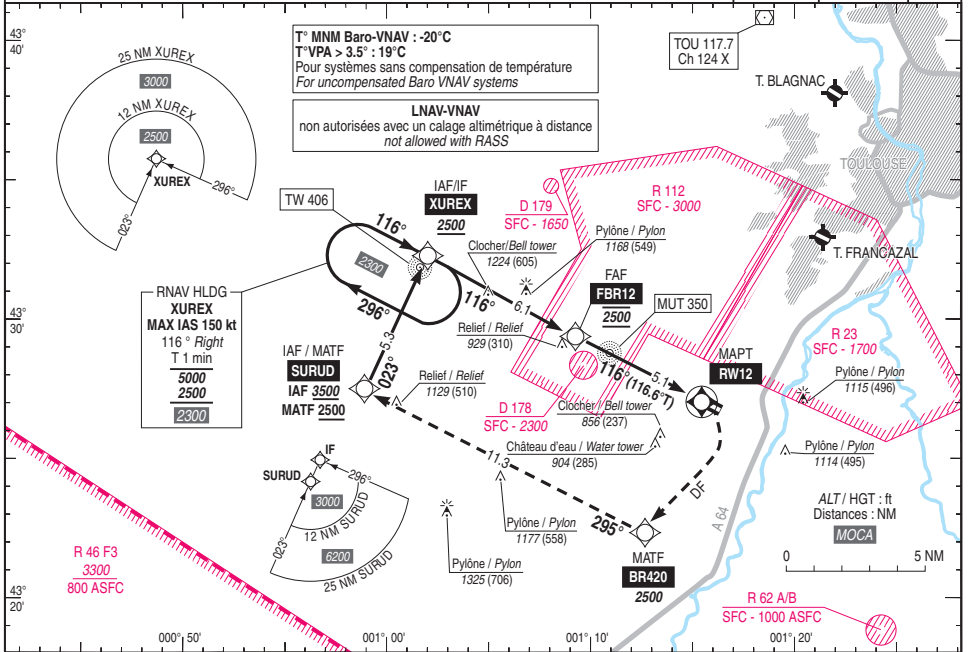 43°
40'
25 NM XUREX
3000
12 NM XUREX
2500
XUREX
296°
023°
T° MNM Baro-VNAV : -20°C
T°VPA > 3.5° : 19°C
Pour systèmes sans compensation de température
For uncompensated Baro VNAV systems
LNAV-VNAV
non autorisées avec un calage altimétrique à distance
not allowed with RASS
TOU 117.7
Ch 124 X
T. BLAGNAC
TOULOUSE
T. FRANCAZAL
TW 406
IAF/IF
XUREX
2500
D 179
SFC - 1650
R 112
SFC - 3000
Clocher/Bell tower
1224 (605)
Pylône / Pylon
1168 (549)
116°
2300
296°
116°
6.1
FAF
FBR12
2500
MUT 350
RNAV HLDG
XUREX
MAX IAS 150 kt
116 ° Right
T 1 min
5000
2500
2300
43°
30'
Relief / Relief
929 (310)
5.3
023°
IAF / MATF
SURUD
IAF 3500
MATF 2500
Relief / Relief
1129 (510)
116°(116.6°T)
5.1
MAPT
RW12
R 23
SFC - 1700
Pylône / Pylon
1115 (496)
D 178
SFC - 2300
Clocher / Bell tower
856 (237)
Château d'eau / Water tower
904 (285)
Pylône / Pylon
1114 (495)
11.3
295°
DF
A 64
IF
SURUD
296°
3000
12 NM SURUD
023°
6200
25 NM SURUD
Pylône / Pylon
1177 (558)
Pylône / Pylon
1325 (706)
MATF
BR420
2500
ALT / HGT : ft
Distances : NM
MOCA
0
5 NM
R 46 F3
3300
800 ASFC
R 62 A/B
SFC - 1000 ASFC
43°
20'
000° 50'
001° 00'
001° 10'
001° 20'